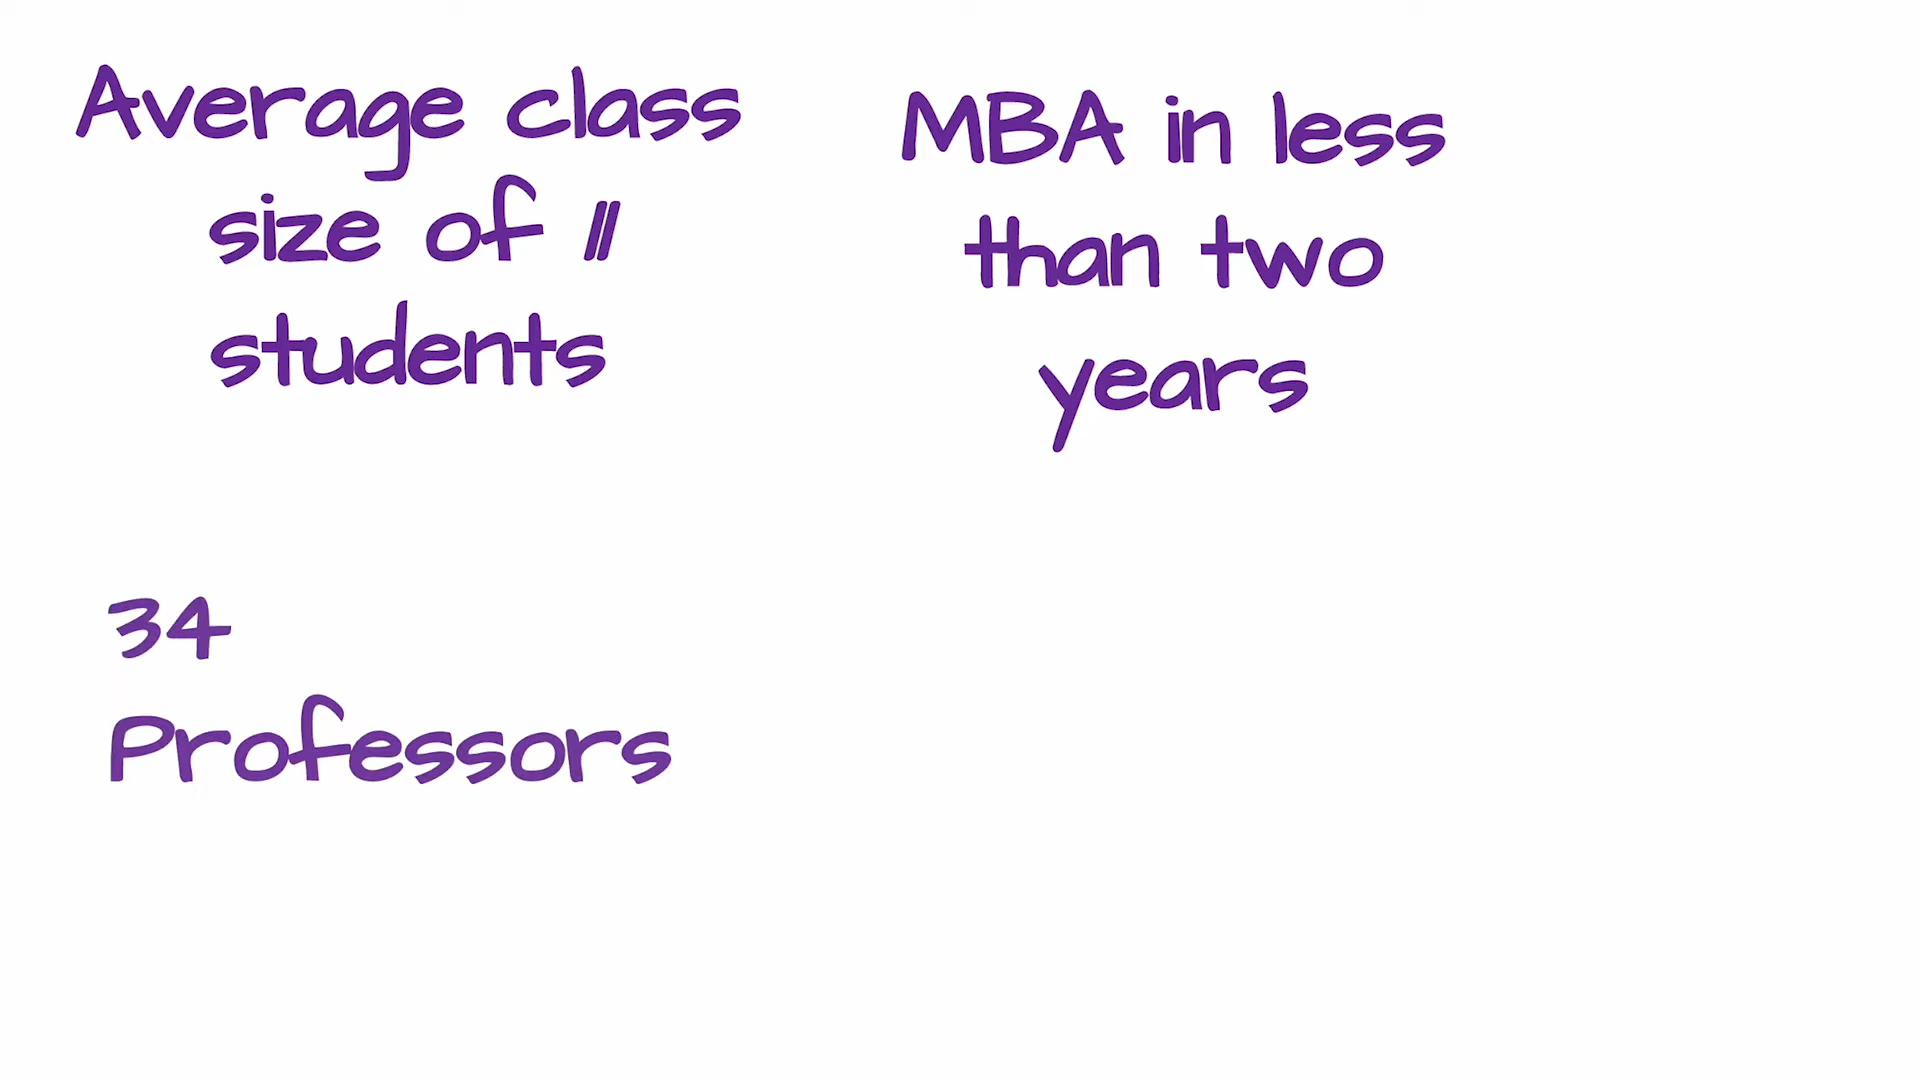 Average class
size of 11
students
MBA in less
than two
years
34
Professors